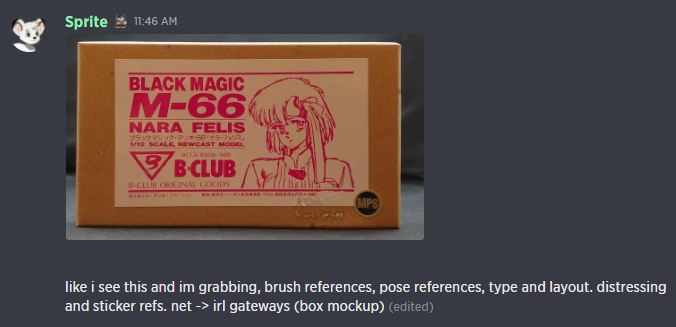 Sprite 11:46 AM
BLACK MAGIC
M-66
NARA FELIS
ブラックマジック・マリオ-66「ナラ・フェリス」
1/12 SCALE, NEWCAST MODEL
B-CLUB
B-CLUB ORIGINAL GOODS
MPS
like i see this and im grabbing, brush references, pose references, type and layout. distressing
and sticker refs. net -> irl gateways (box mockup) (edited)